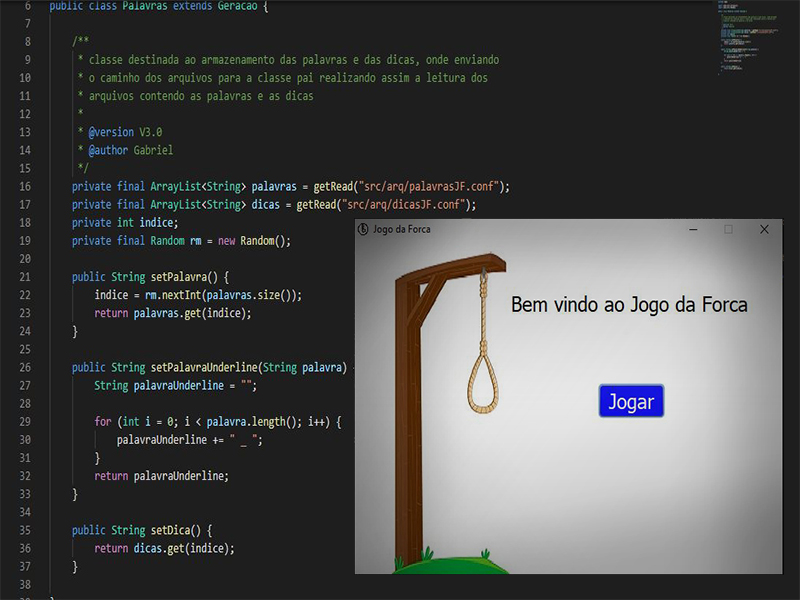 6 public class Palavras extends Geracao {
7
8 /**
9 * classe destinada ao armazenamento das palavras e das dicas, onde enviando
10 * o caminho dos arquivos para a classe pai realizando assim a leitura dos
11 * arquivos contendo as palavras e as dicas
12 *
13 * @version V3.0
14 * @author Gabriel
15 */
16 private final ArrayList<String> palavras = getRead("src/arq/palavrasJF.conf");
17 private final ArrayList<String> dicas = getRead("src/arq/dicasJF.conf");
18 private int indice;
19 private final Random rm = new Random();
20
21 public String setPalavra() {
22 indice = rm.nextInt(palavras.size());
23 return palavras.get(indice);
24 }
25
26 public String setPalavraUnderline(String palavra)
27 String palavraUnderline = "";
28
29 for (int i = 0; i < palavra.length(); i++) {
30 palavraUnderline += " _ ";
31 }
32 return palavraUnderline;
33 }
34
35 public String setDica() {
36 return dicas.get(indice);
37 }
38
Jogo da Forca
Bem vindo ao Jogo da Forca
Jogar